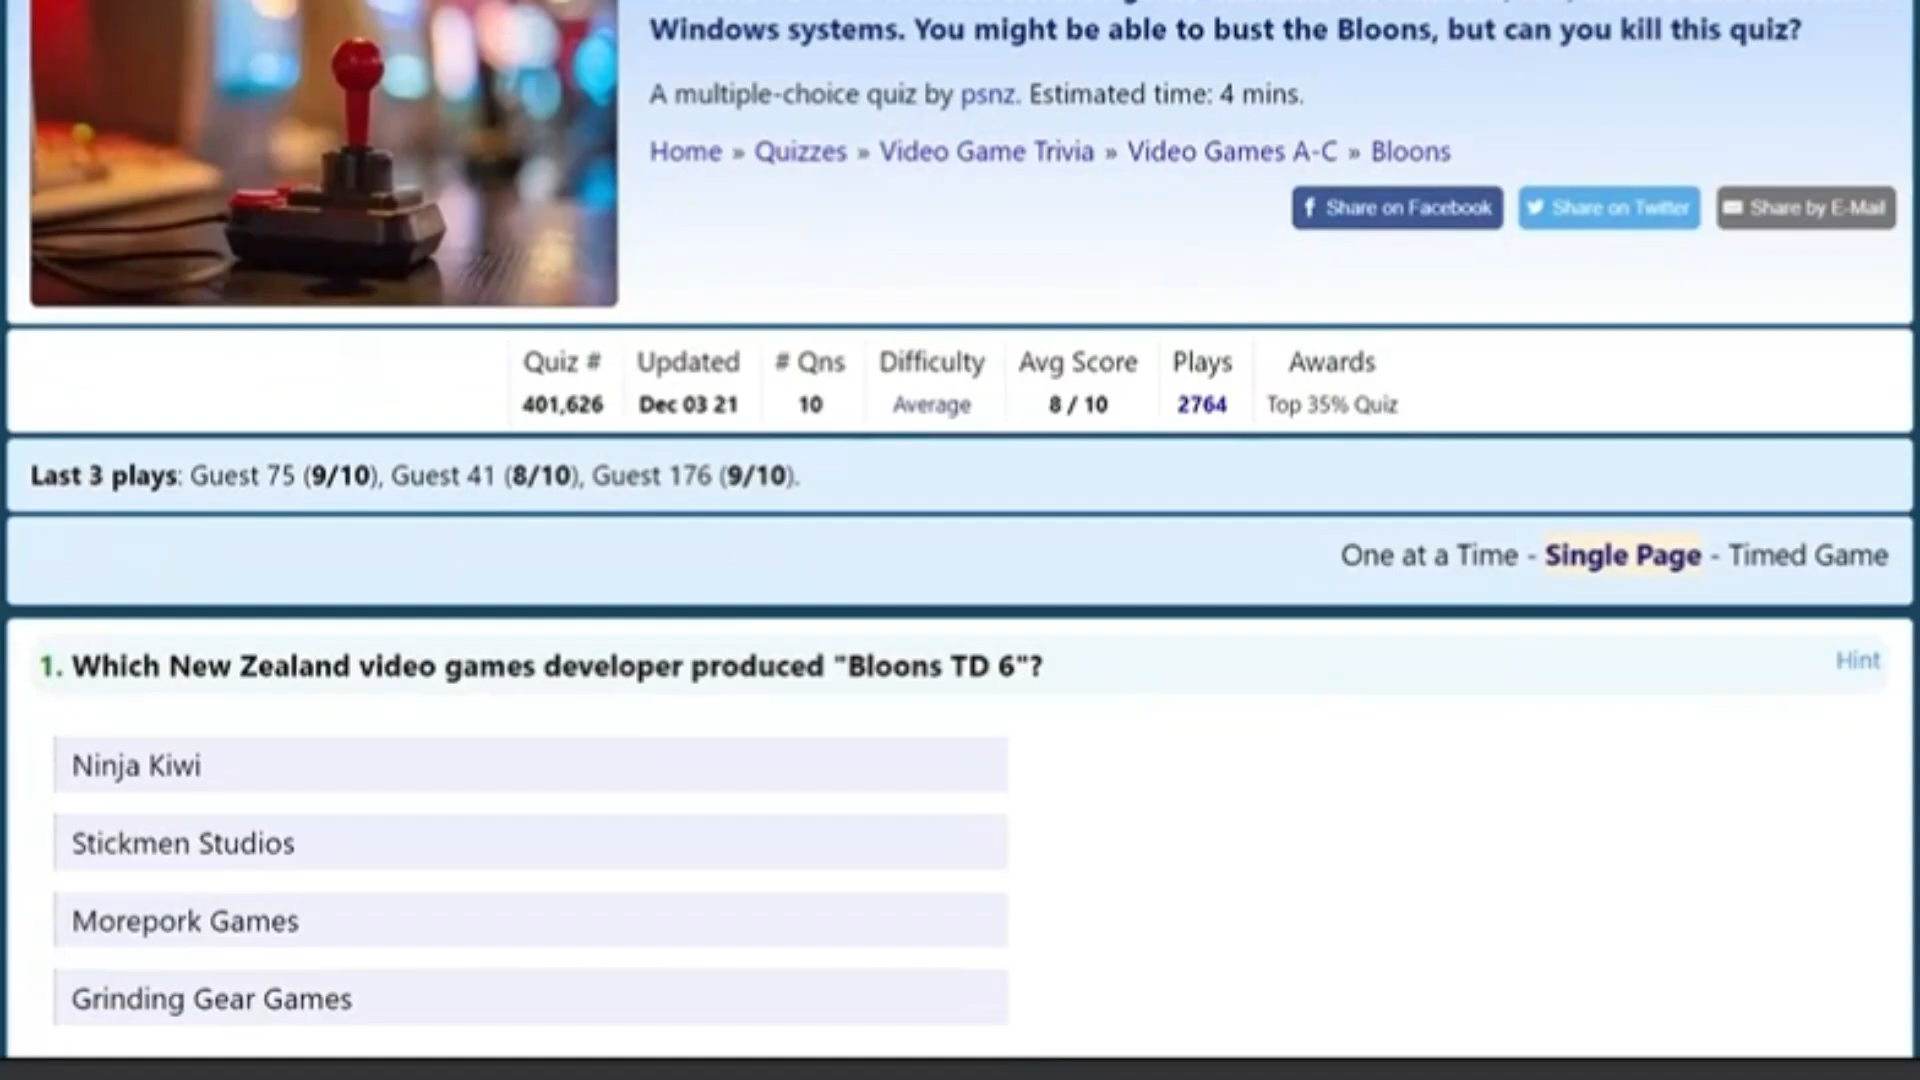 Windows systems. You might be able to bust the Bloons, but can you kill this quiz?
A multiple-choice quiz by psnz. Estimated time: 4 mins.
Home » Quizzes » Video Game Trivia » Video Games A-C » Bloons
Share on Facebook Share on Twitter Share by E-Mail
Quiz # Updated # Qns Difficulty Avg Score Plays Awards
401,626 Dec 03 21 10 Average 8 / 10 2764 Top 35% Quiz
Last 3 plays: Guest 75 (9/10), Guest 41 (8/10), Guest 176 (9/10).
One at a Time - Single Page - Timed Game
1. Which New Zealand video games developer produced "Bloons TD 6"? Hint
Ninja Kiwi
Stickmen Studios
Morepork Games
Grinding Gear Games